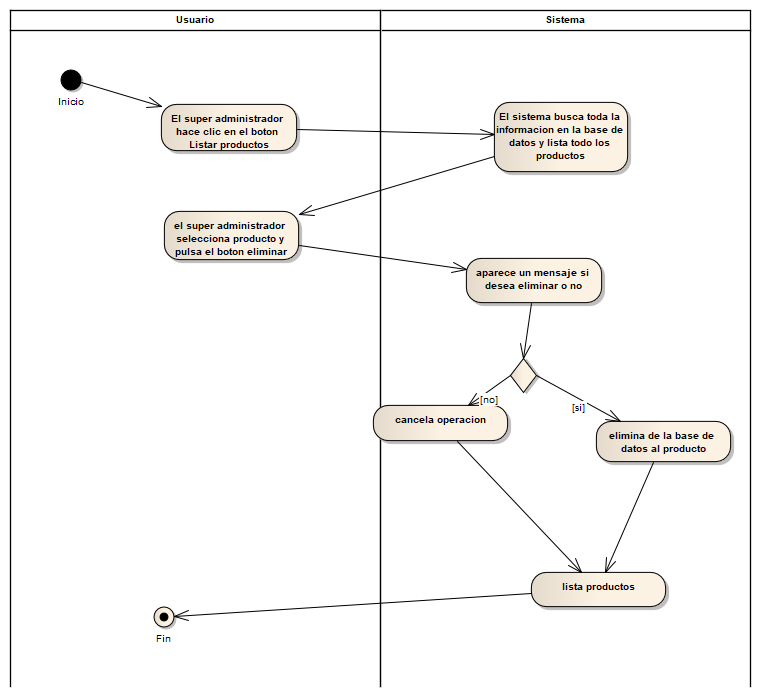 Usuario
Sistema
Inicio
El super administrador
hace clic en el boton
Listar productos
El sistema busca toda la
informacion en la base de
datos y lista todo los
productos
el super administrador
selecciona producto y
pulsa el boton eliminar
aparece un mensaje si
desea eliminar o no
[no]
[si]
cancela operacion
elimina de la base de
datos al producto
lista productos
Fin